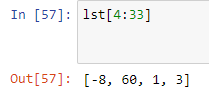 In [57]: lst[4:33]
Out[57]: [-8, 60, 1, 3]